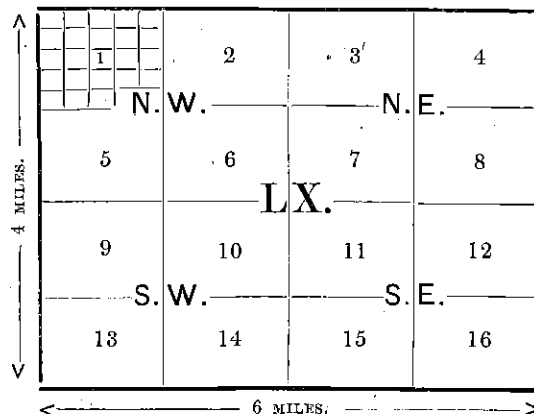 1 2 3' 4
N.W. N.E.
5 6 7 8
4 MILES.
LX.
9 10 11 12
S.W. S.E.
13 14 15 16
6 MILES.